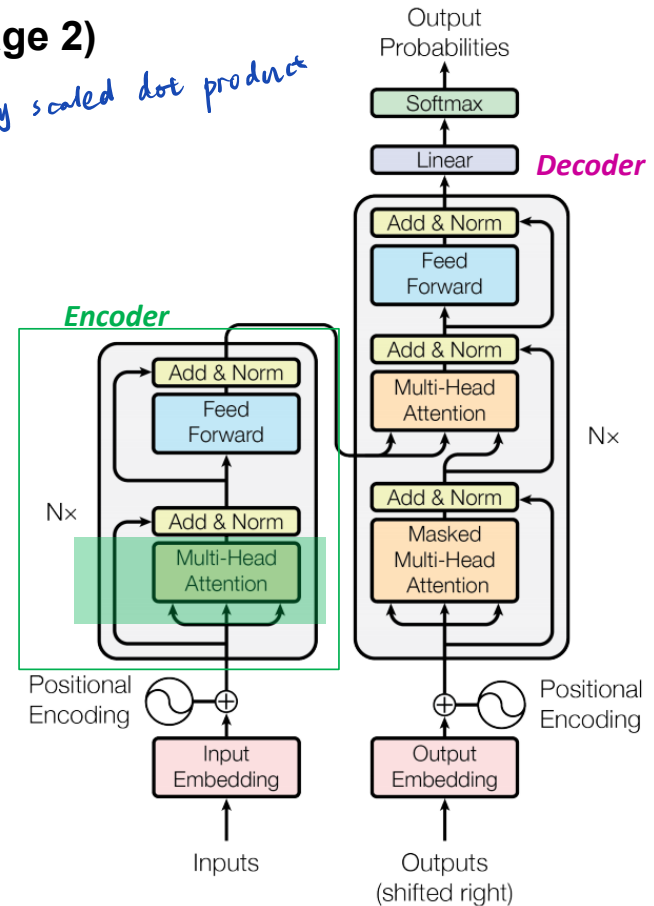 ge 2)
y scaled dot product
Output
Probabilities
Softmax
Linear
Decoder
Add & Norm
Feed
Forward
Add & Norm
Multi-Head
Attention
Nx
Add & Norm
Masked
Multi-Head
Attention
Positional
Encoding
Output
Embedding
Outputs
(shifted right)
Encoder
Add & Norm
Feed
Forward
Nx
Add & Norm
Multi-Head
Attention
Positional
Encoding
Input
Embedding
Inputs